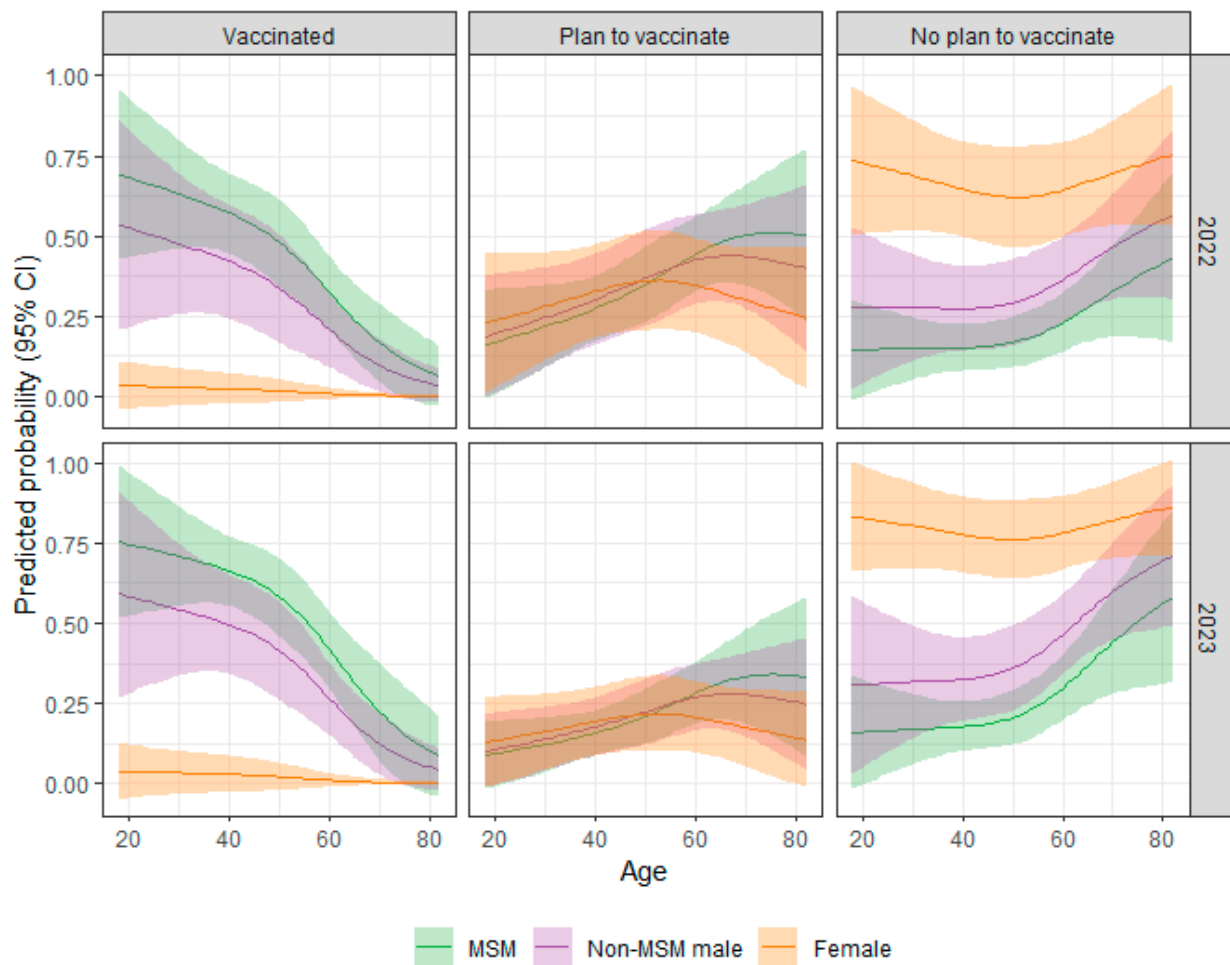 Vaccinated
Plan to vaccinate
No plan to vaccinate
Predicted probability (95% CI)
1.00
0.75
0.50
0.25
0.00
2022
1.00
0.75
0.50
0.25
0.00
2023
20 40 60 80
20 40 60 80
20 40 60 80
Age
MSM Non-MSM male Female